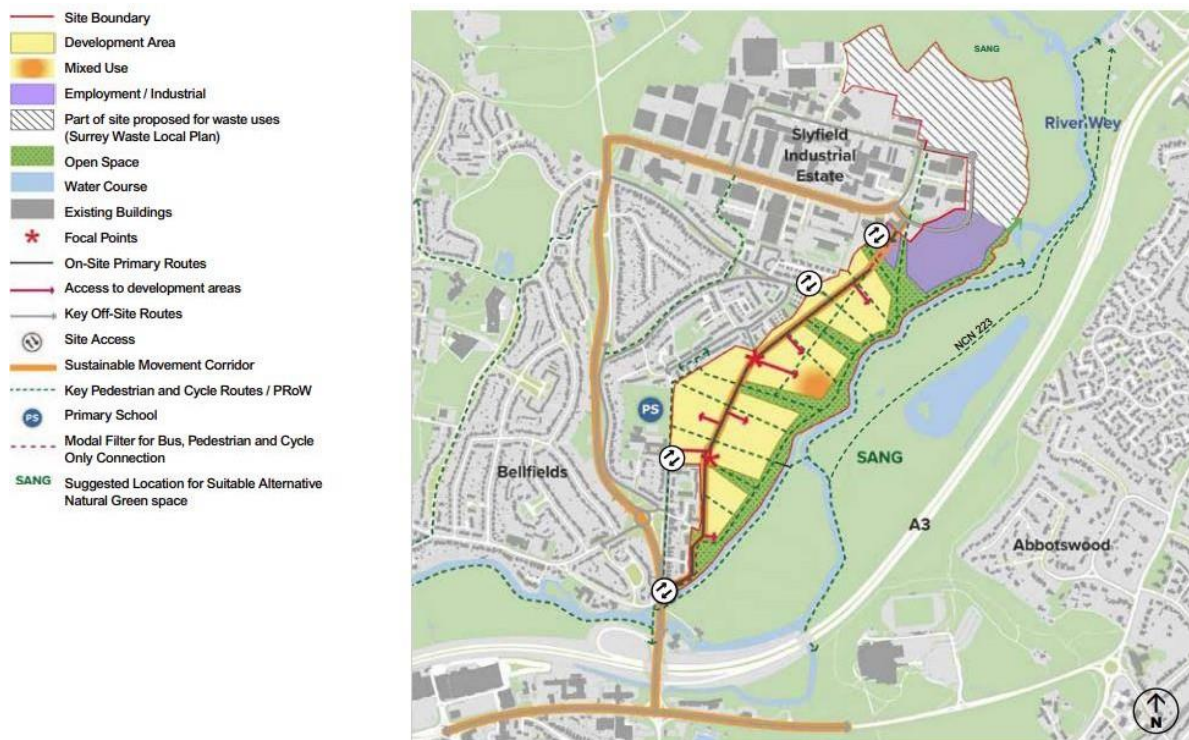 Site Boundary
Development Area
Mixed Use
Employment / Industrial
Part of site proposed for waste uses
(Surrey Waste Local Plan)
Open Space
Water Course
Existing Buildings
Focal Points
On-Site Primary Routes
Access to development areas
Key Off-Site Routes
Site Access
Sustainable Movement Corridor
Key Pedestrian and Cycle Routes / PRoW
PS
Primary School
Modal Filter for Bus, Pedestrian and Cycle
Only Connection
SANG
Suggested Location for Suitable Alternative
Natural Green space
SANG
River Wey
Slyfield
Industrial
Estate
NCN 223
PS
Bellfields
SANG
A3
Abbotswood
N